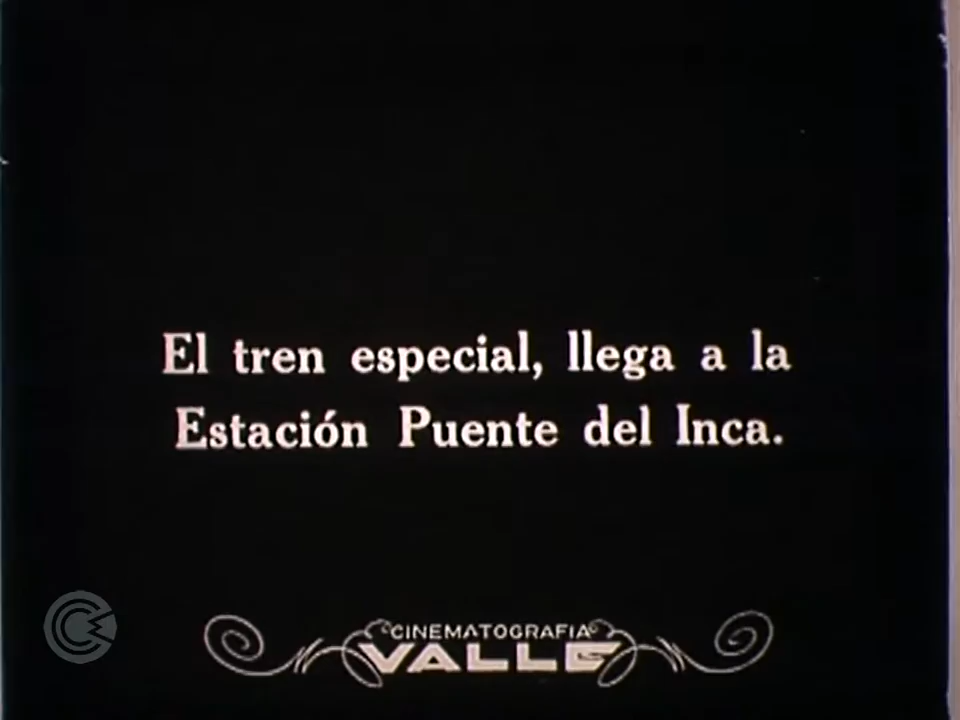 El tren especial, llega a la
Estación Puente del Inca.
CINEMATOGRAFIA
VALLE